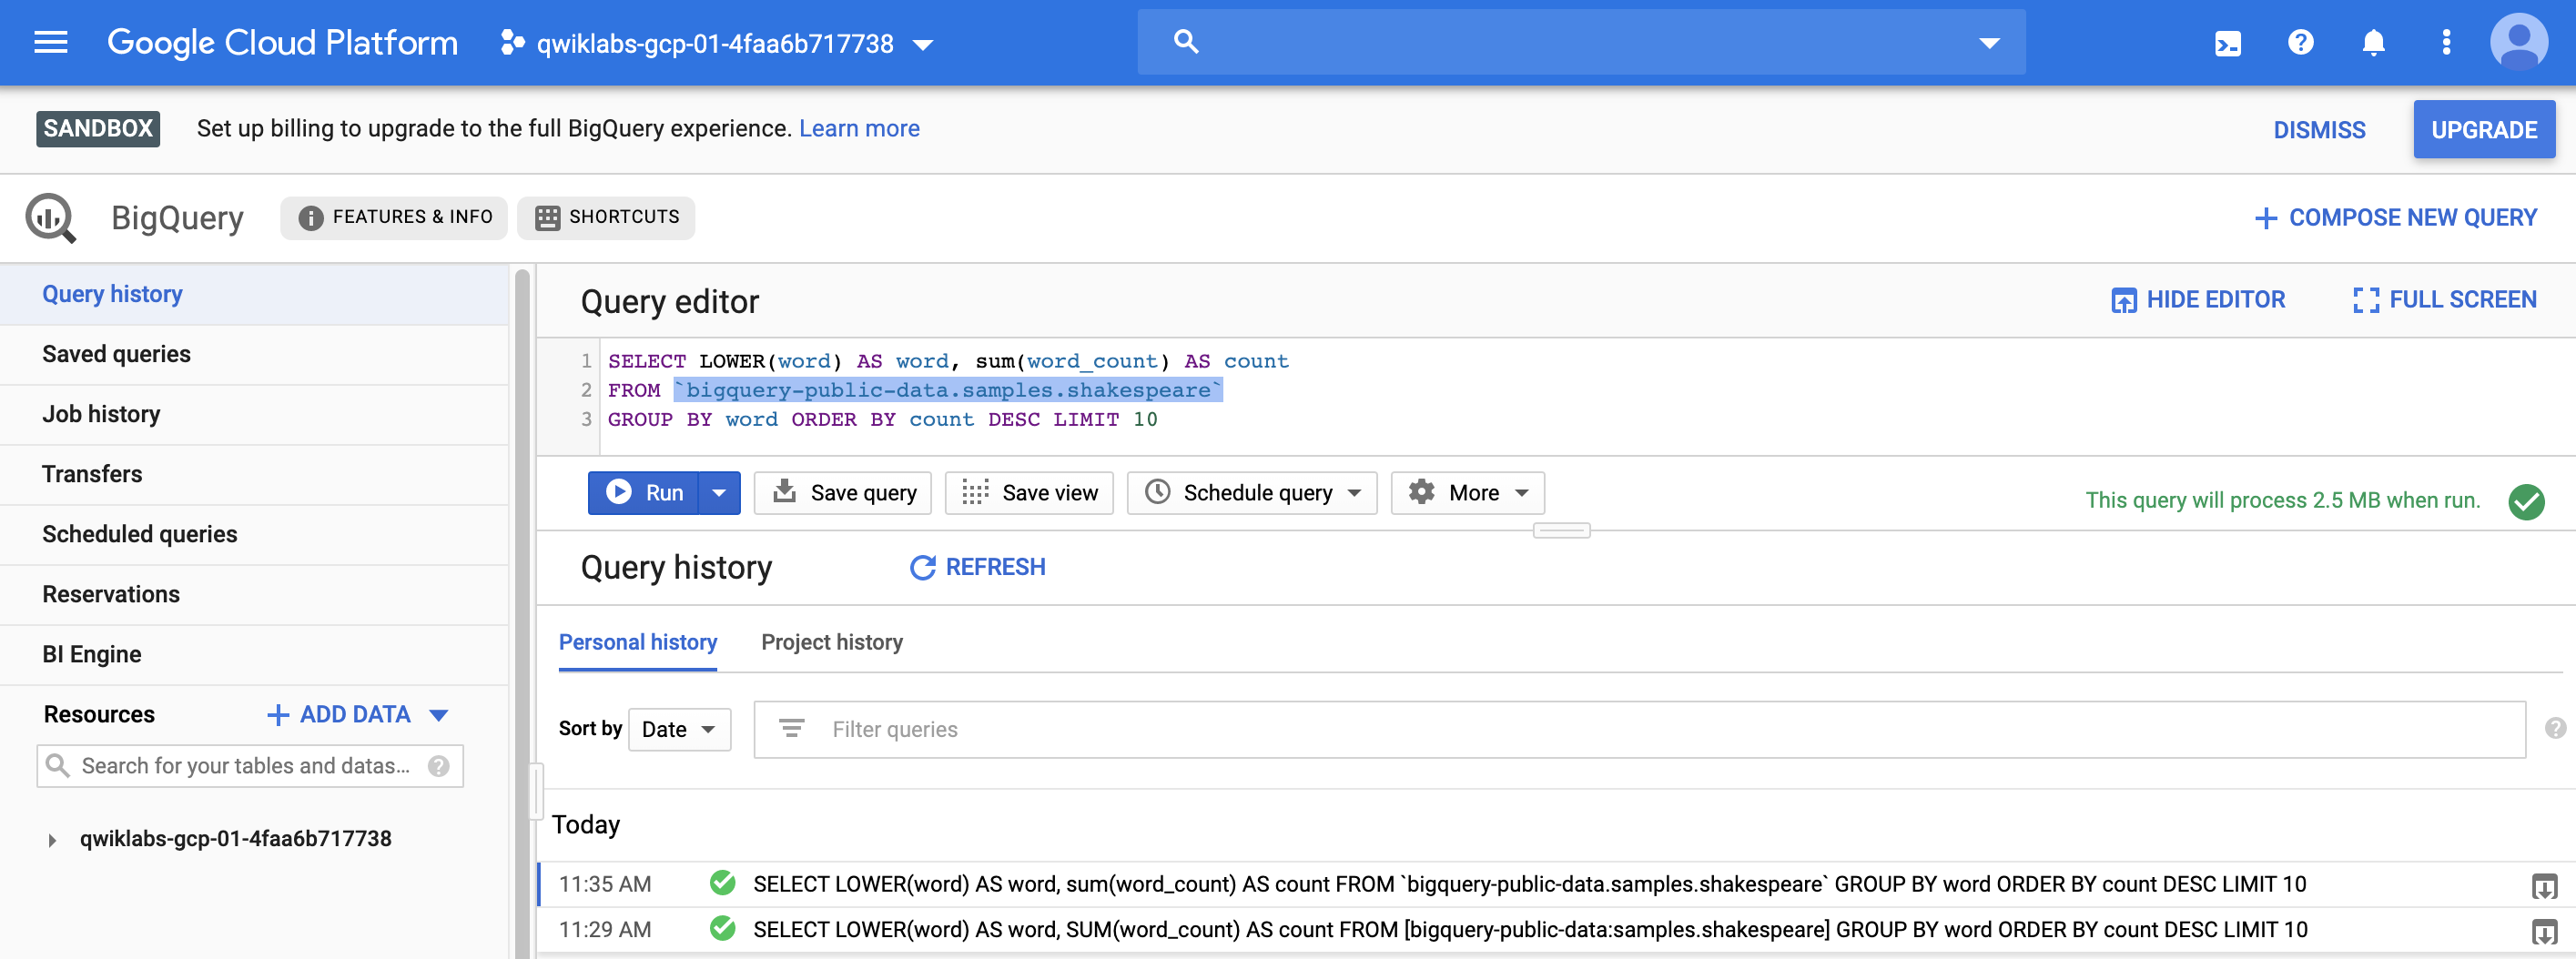 Google Cloud Platform qwiklabs-gcp-01-4faa6b717738
SANDBOX Set up billing to upgrade to the full BigQuery experience. Learn more DISMISS UPGRADE
BigQuery FEATURES & INFO SHORTCUTS + COMPOSE NEW QUERY
Query history
Saved queries
Job history
Transfers
Scheduled queries
Reservations
BI Engine
Resources + ADD DATA
Search for your tables and datas...
qwiklabs-gcp-01-4faa6b717738
Query editor HIDE EDITOR FULL SCREEN
1 SELECT LOWER(word) AS word, sum(word_count) AS count
2 FROM `bigquery-public-data.samples.shakespeare`
3 GROUP BY word ORDER BY count DESC LIMIT 10
Run Save query Save view Schedule query More This query will process 2.5 MB when run.
Query history REFRESH
Personal history Project history
Sort by Date Filter queries
Today
11:35 AM SELECT LOWER(word) AS word, sum(word_count) AS count FROM `bigquery-public-data.samples.shakespeare` GROUP BY word ORDER BY count DESC LIMIT 10
11:29 AM SELECT LOWER(word) AS word, SUM(word_count) AS count FROM [bigquery-public-data:samples.shakespeare] GROUP BY word ORDER BY count DESC LIMIT 10